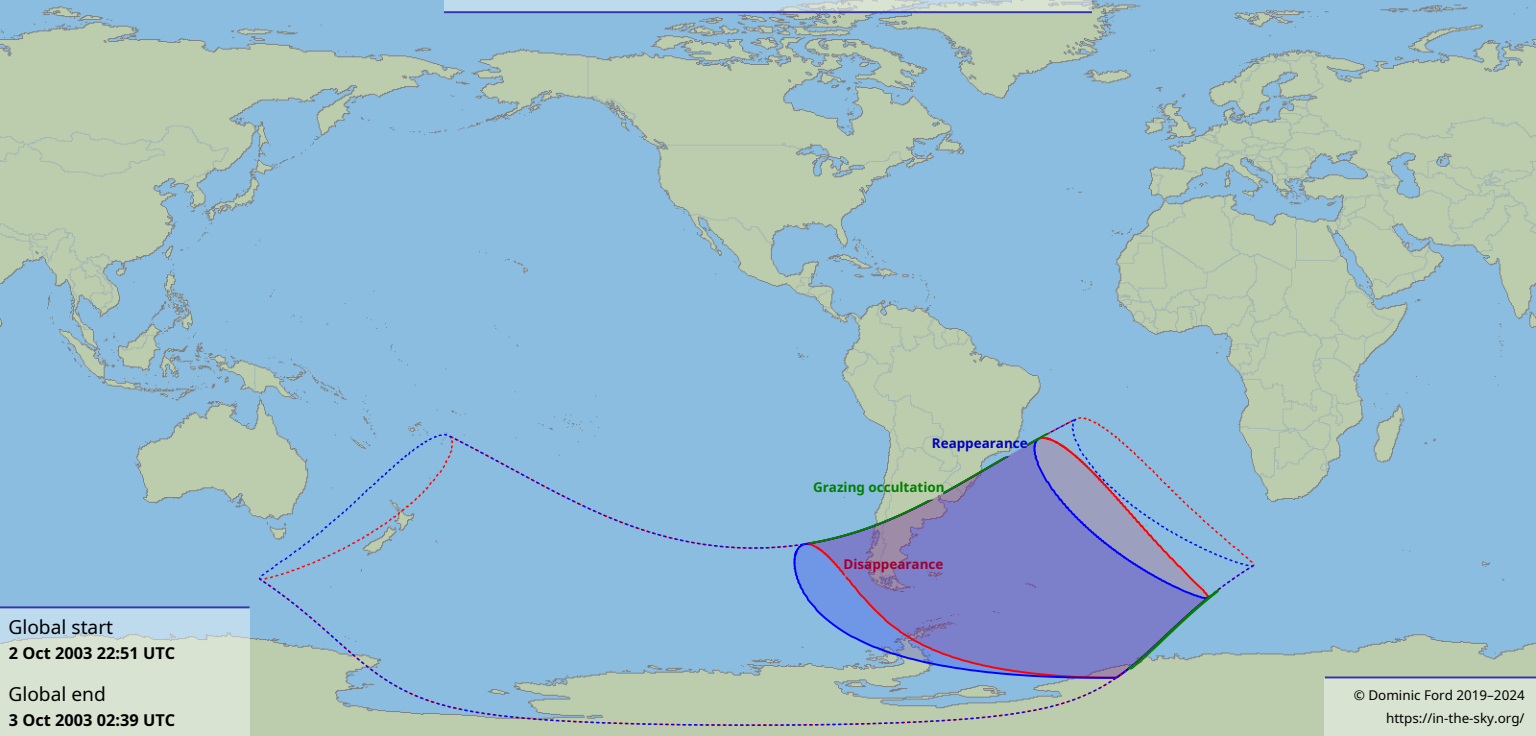 Reappearance
Grazing occultation
Disappearance
Global start
2 Oct 2003 22:51 UTC
Global end
3 Oct 2003 02:39 UTC
© Dominic Ford 2019–2024
https://in-the-sky.org/